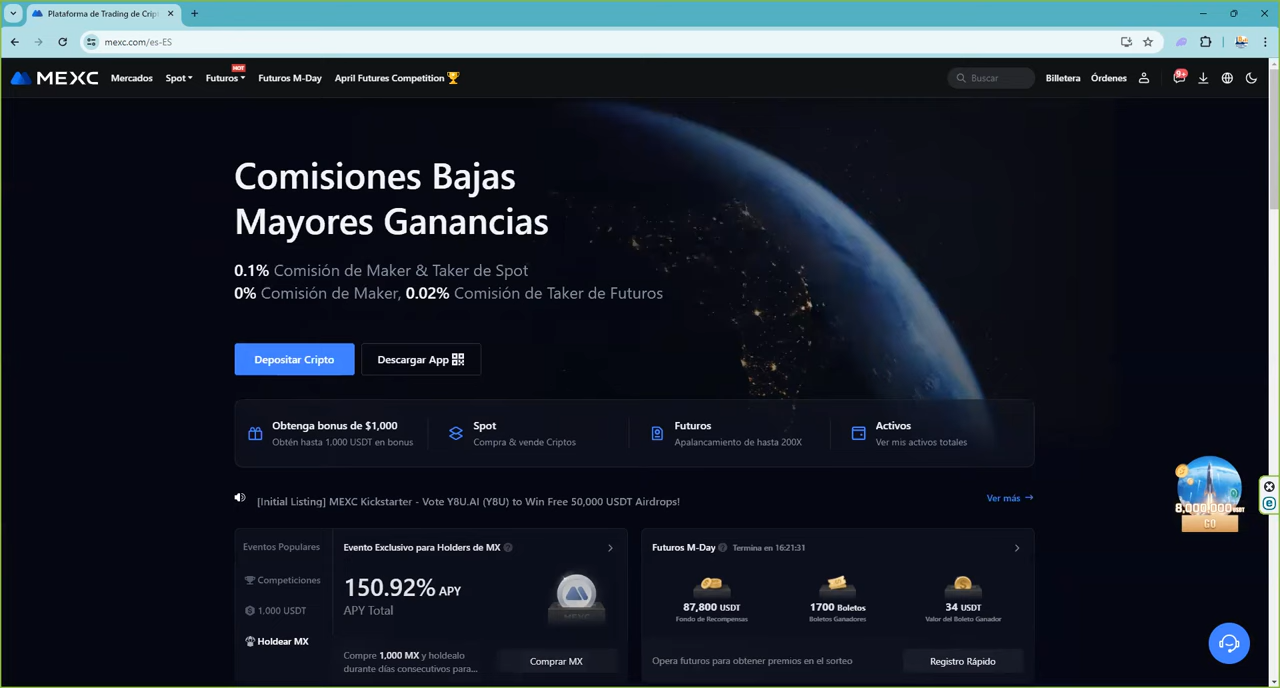 Plataforma de Trading de Crip
mexc.com/es-ES
MEXC Mercados Spot Futuros HOT Futuros M-Day April Futures Competition Buscar Billetera Órdenes 9+
Comisiones Bajas
Mayores Ganancias
0.1% Comisión de Maker & Taker de Spot
0% Comisión de Maker, 0.02% Comisión de Taker de Futuros
Depositar Cripto Descargar App
Obtenga bonus de $1,000
Obtén hasta 1.000 USDT en bonus
Spot
Compra & vende Criptos
Futuros
Apalancamiento de hasta 200X
Activos
Ver mis activos totales
[Initial Listing] MEXC Kickstarter - Vote Y8U.AI (Y8U) to Win Free 50,000 USDT Airdrops!
Ver más →
8,000,000 USDT
GO
Eventos Populares
Competiciones
1,000 USDT
Holdear MX
Evento Exclusivo para Holders de MX
150.92% APY
APY Total
MEXC
Compre 1,000 MX y holdealo
durante días consecutivos para...
Comprar MX
Futuros M-Day Termina en 16:21:31
87,800 USDT
Fondo de Recompensas
1700 Boletos
Boletos Ganadores
34 USDT
Valor del Boleto Ganador
Opera futuros para obtener premios en el sorteo
Registro Rápido